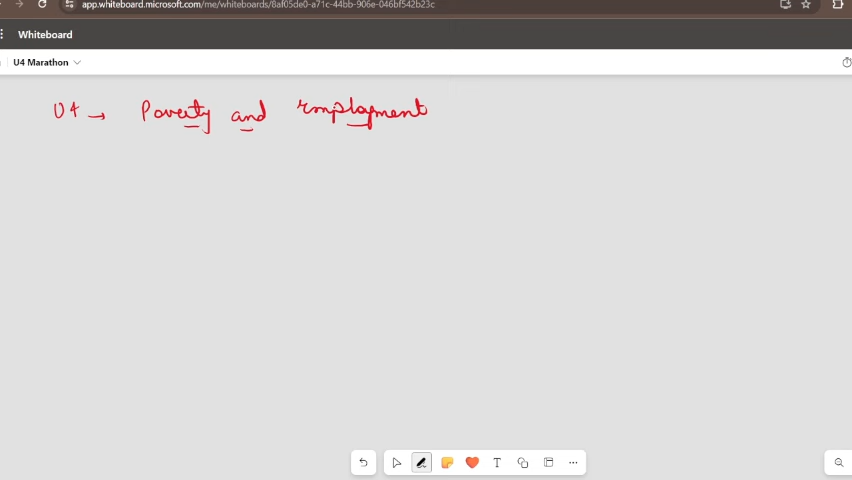 app.whiteboard.microsoft.com/me/whiteboards/8af05de0-a71c-44bb-906e-046bf542b23c
Whiteboard
U4 Marathon
U4 → Poverty and Employment